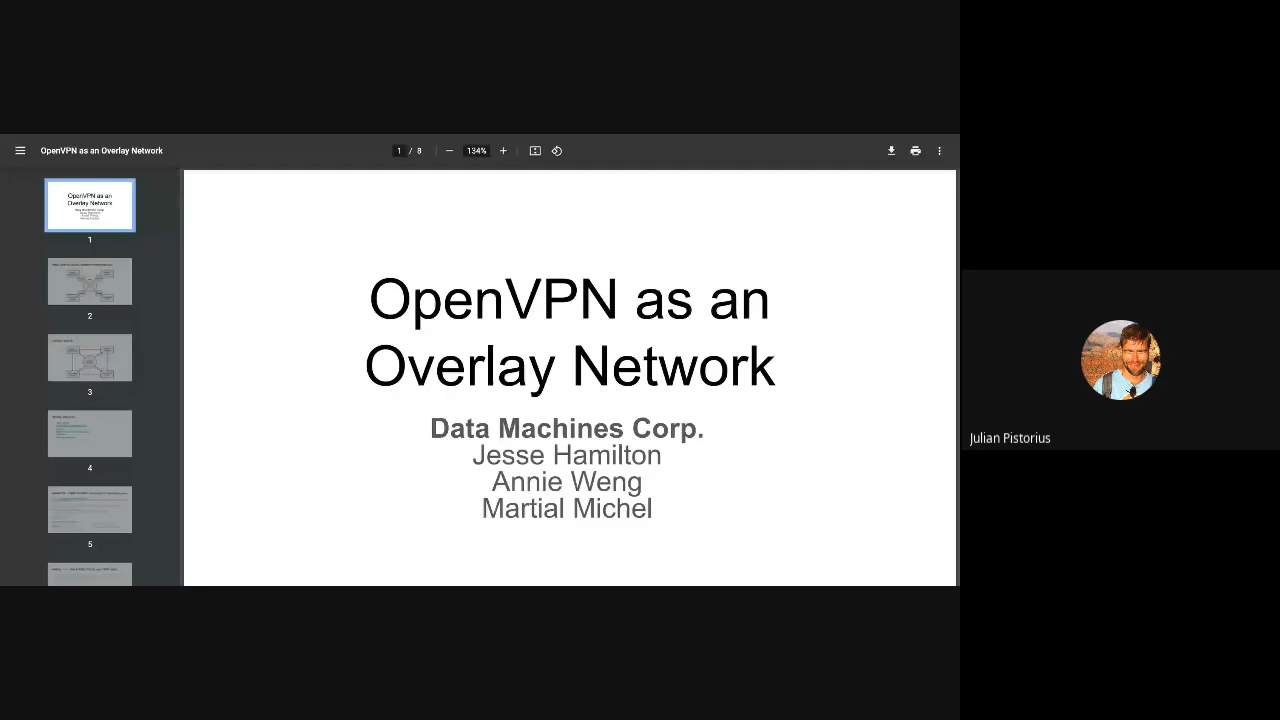 OpenVPN as an Overlay Network
1 / 8
134%
OpenVPN as an
Overlay Network
1
2
3
4
5
OpenVPN as an
Overlay Network
Data Machines Corp.
Jesse Hamilton
Annie Weng
Martial Michel
Julian Pistorius